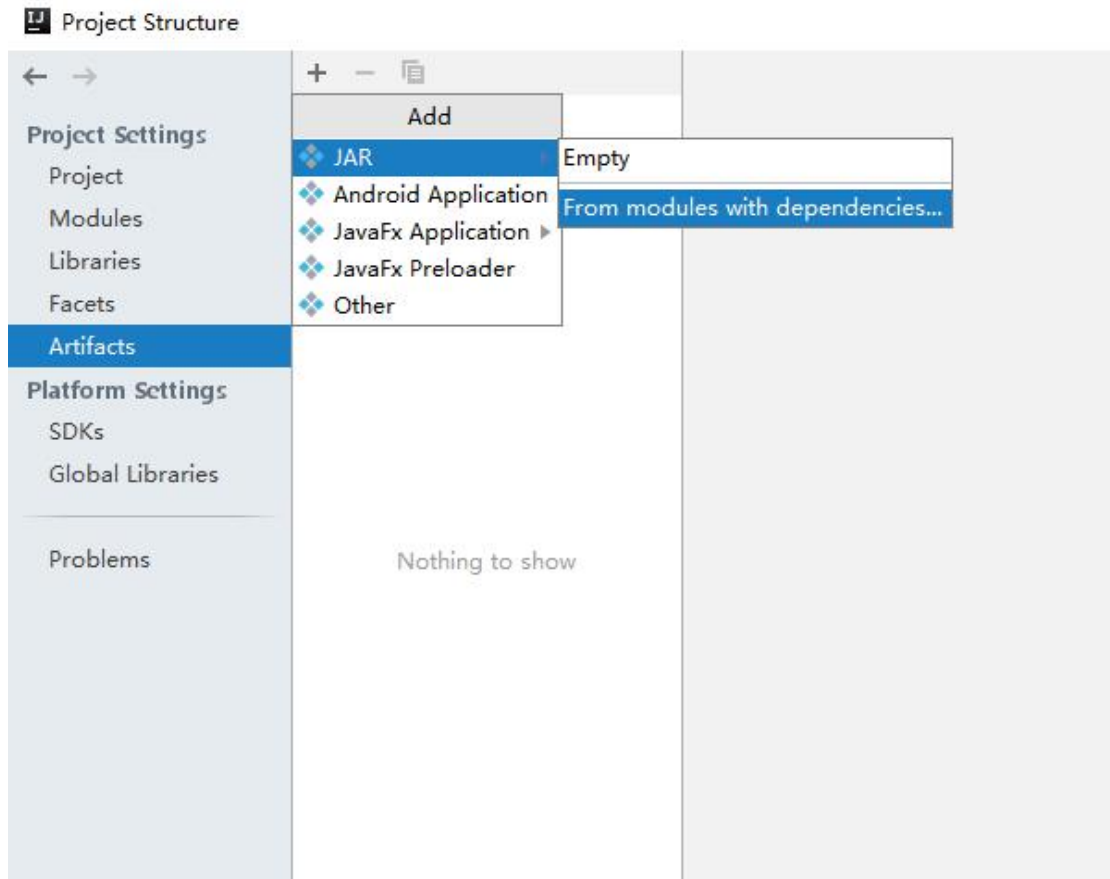 IJ
Project Structure
Project Settings
Project
Modules
Libraries
Facets
Artifacts
Platform Settings
SDKs
Global Libraries
Problems
Add
JAR
Android Application
JavaFx Application
JavaFx Preloader
Other
Empty
From modules with dependencies...
Nothing to show